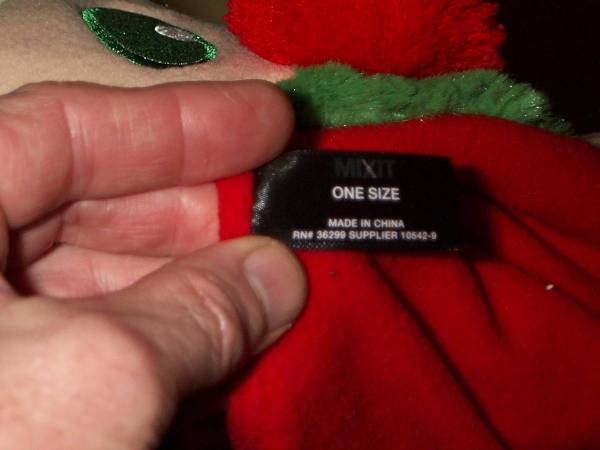 MIXIT
ONE SIZE
MADE IN CHINA
RN# 36299 SUPPLIER 10542-9